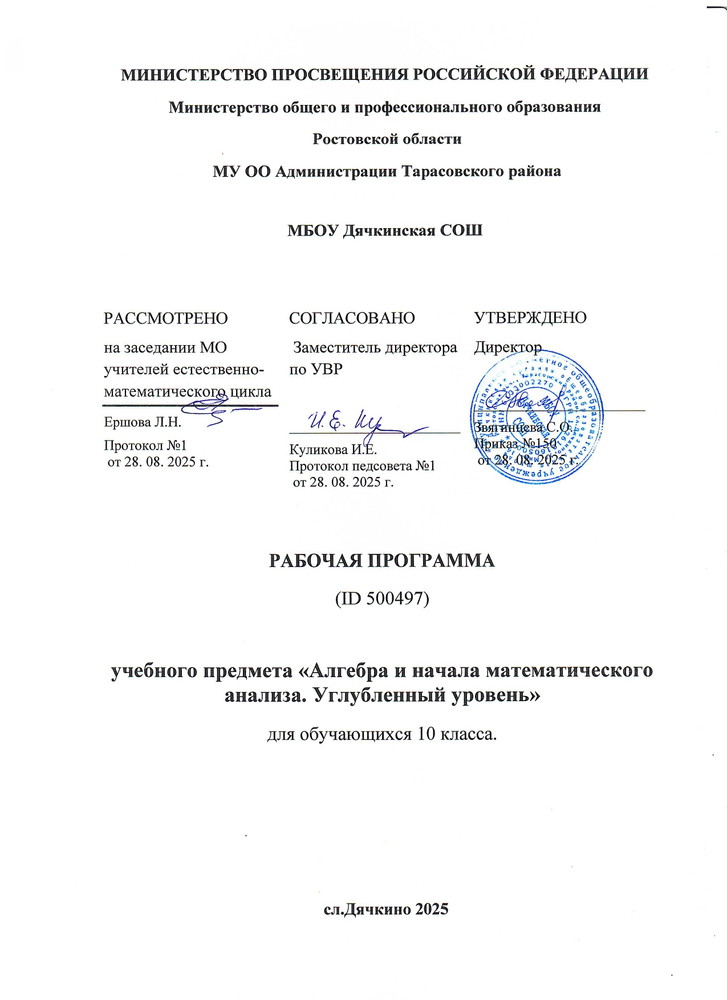 МИНИСТЕРСТВО ПРОСВЕЩЕНИЯ РОССИЙСКОЙ ФЕДЕРАЦИИ
Министерство общего и профессионального образования
Ростовской области
МУ ОО Администрации Тарасовского района
МБОУ Дячкинская СОШ
РАССМОТРЕНО
на заседании МО
учителей естественно-
математического цикла
Ершова Л.Н.
Протокол №1
от 28. 08. 2025 г.
СОГЛАСОВАНО
Заместитель директора
по УВР
И.Е. Ку
Куликова И.Е.
Протокол педсовета №1
от 28. 08. 2025 г.
УТВЕРЖДЕНО
Директор
МБОУ
СОШ
Звягинцева С.О.
Приказ №150
от 28. 08. 2025 г.
РАБОЧАЯ ПРОГРАММА
(ID 500497)
учебного предмета «Алгебра и начала математического
анализа. Углубленный уровень»
для обучающихся 10 класса.
сл.Дячкино 2025